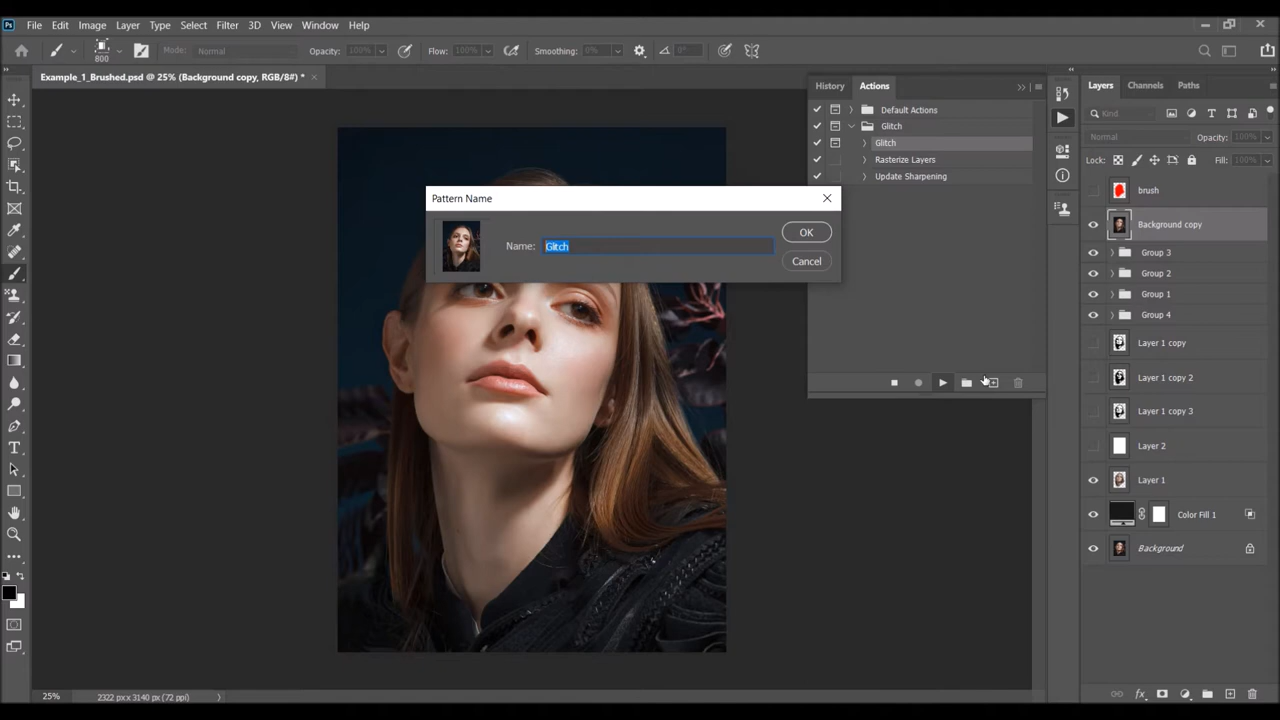 Ps File Edit Image Layer Type Select Filter 3D View Window Help
800 Mode: Normal Opacity: 100% Flow: 100% Smoothing: 0% 0°
Example_1_Brushed.psd @ 25% (Background copy, RGB/8#) * ×
History Actions
Default Actions
Glitch
Glitch
Rasterize Layers
Update Sharpening
Pattern Name
Name: Glitch
OK
Cancel
Layers Channels Paths
Kind
Normal Opacity: 100%
Lock: Fill: 100%
brush
Background copy
Group 3
Group 2
Group 1
Group 4
Layer 1 copy
Layer 1 copy 2
Layer 1 copy 3
Layer 2
Layer 1
Color Fill 1
Background
25% 2322 px x 3140 px (72 ppi)